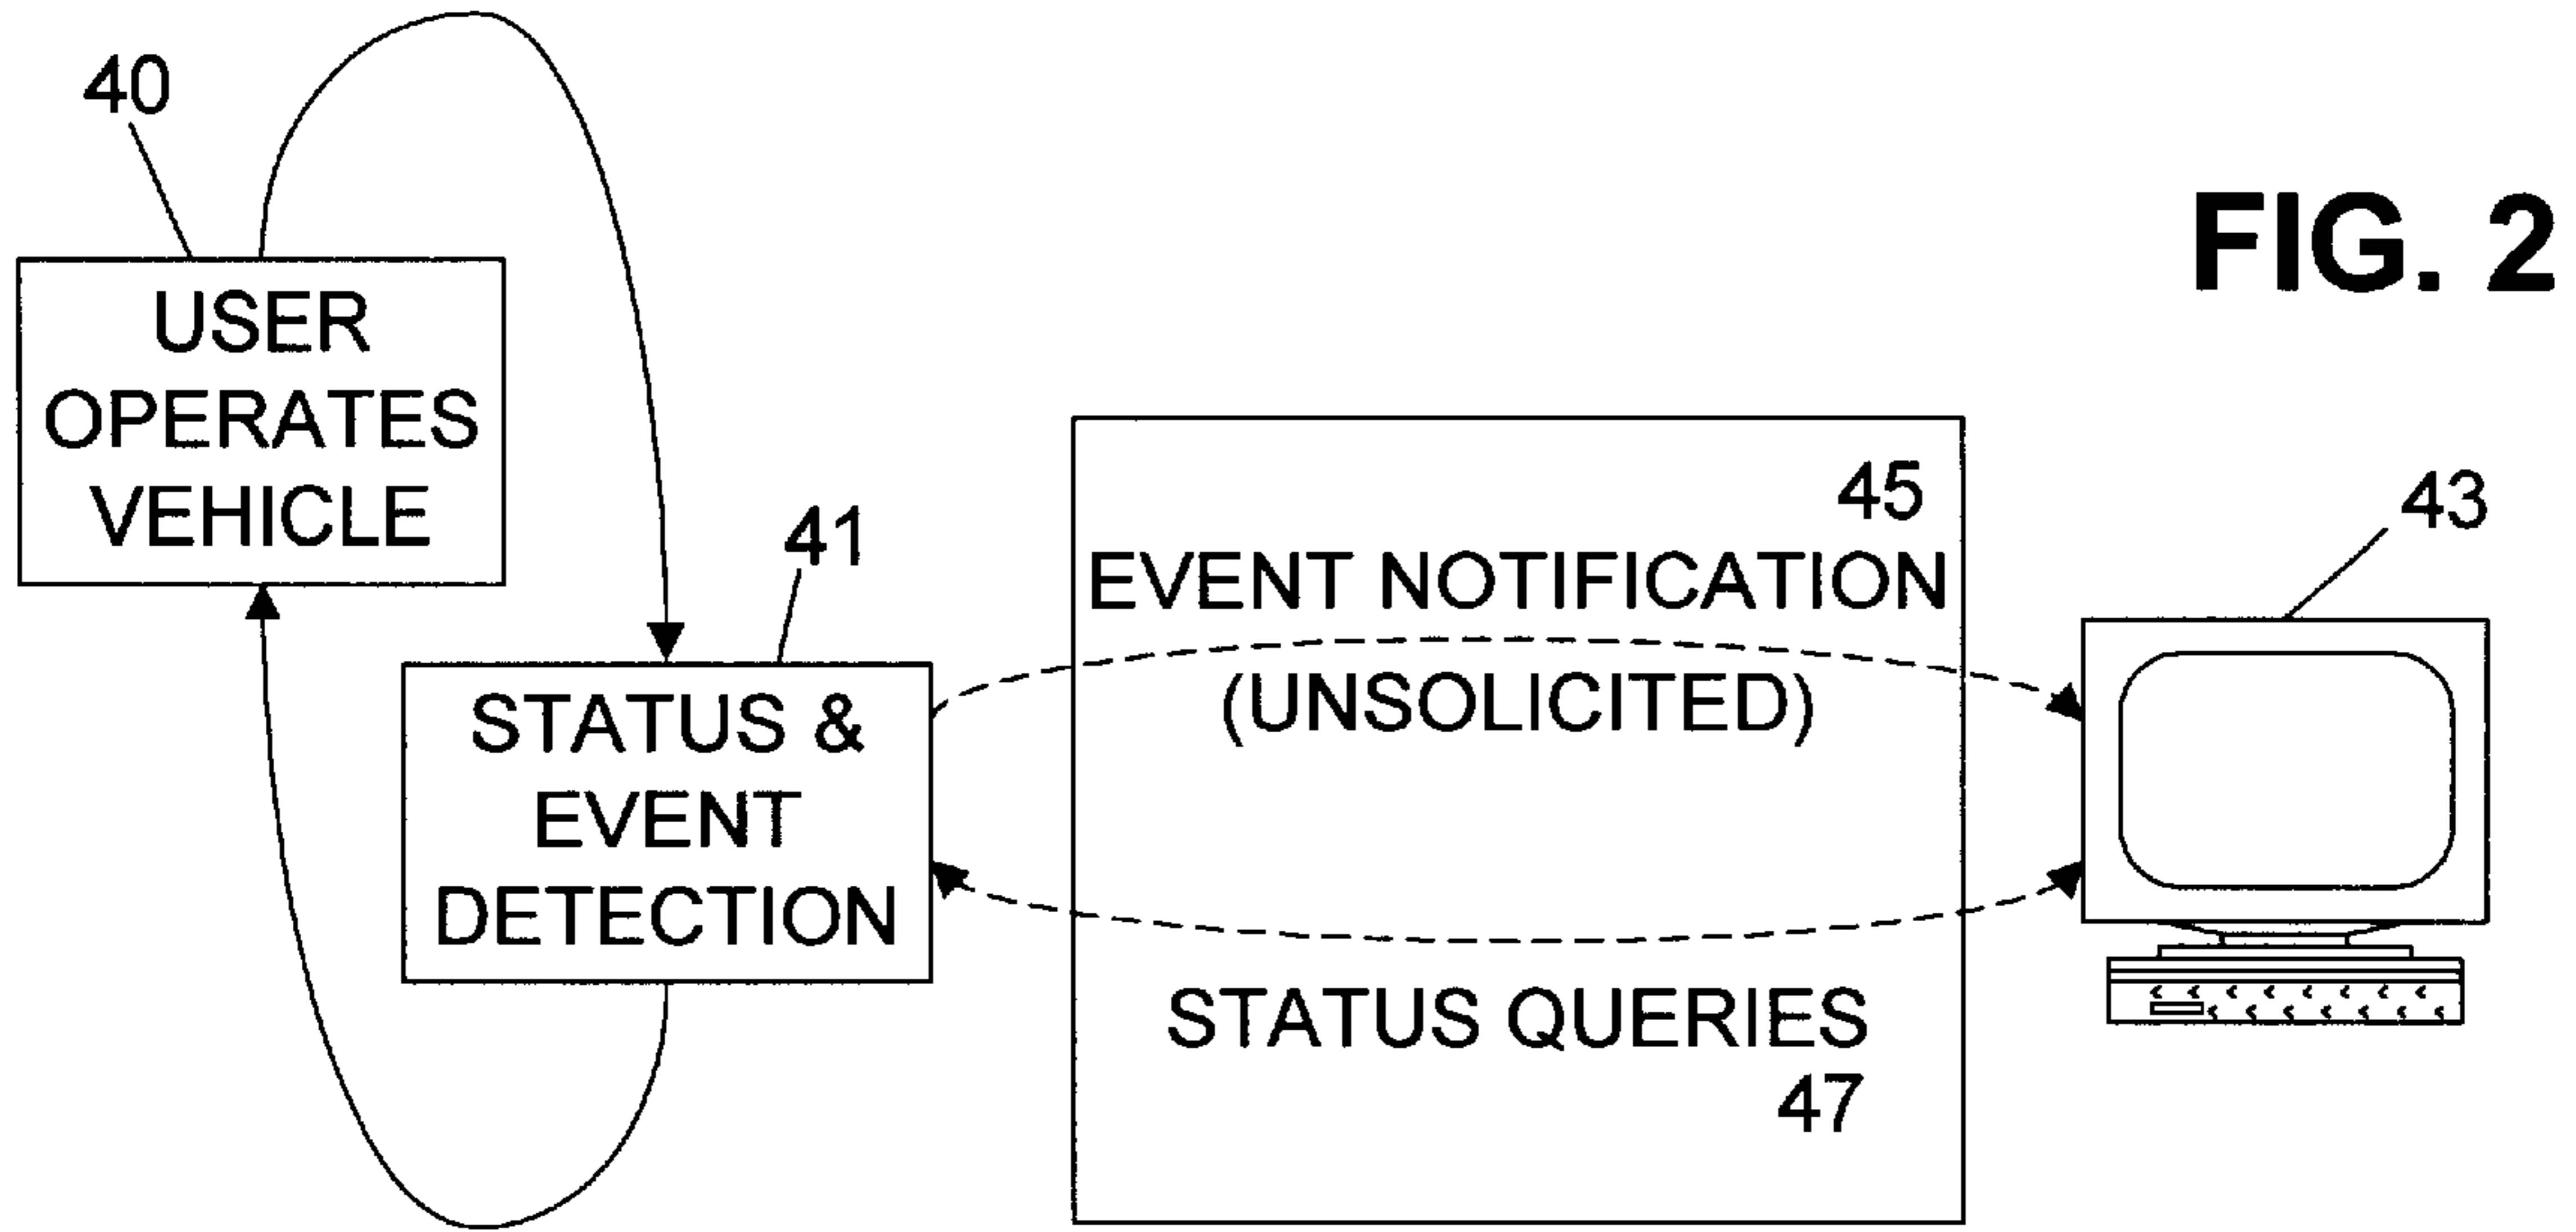 40
FIG. 2
USER
OPERATES
VEHICLE
41
STATUS &
EVENT
DETECTION
45
EVENT NOTIFICATION
(UNSOLICITED)
STATUS QUERIES
47
43